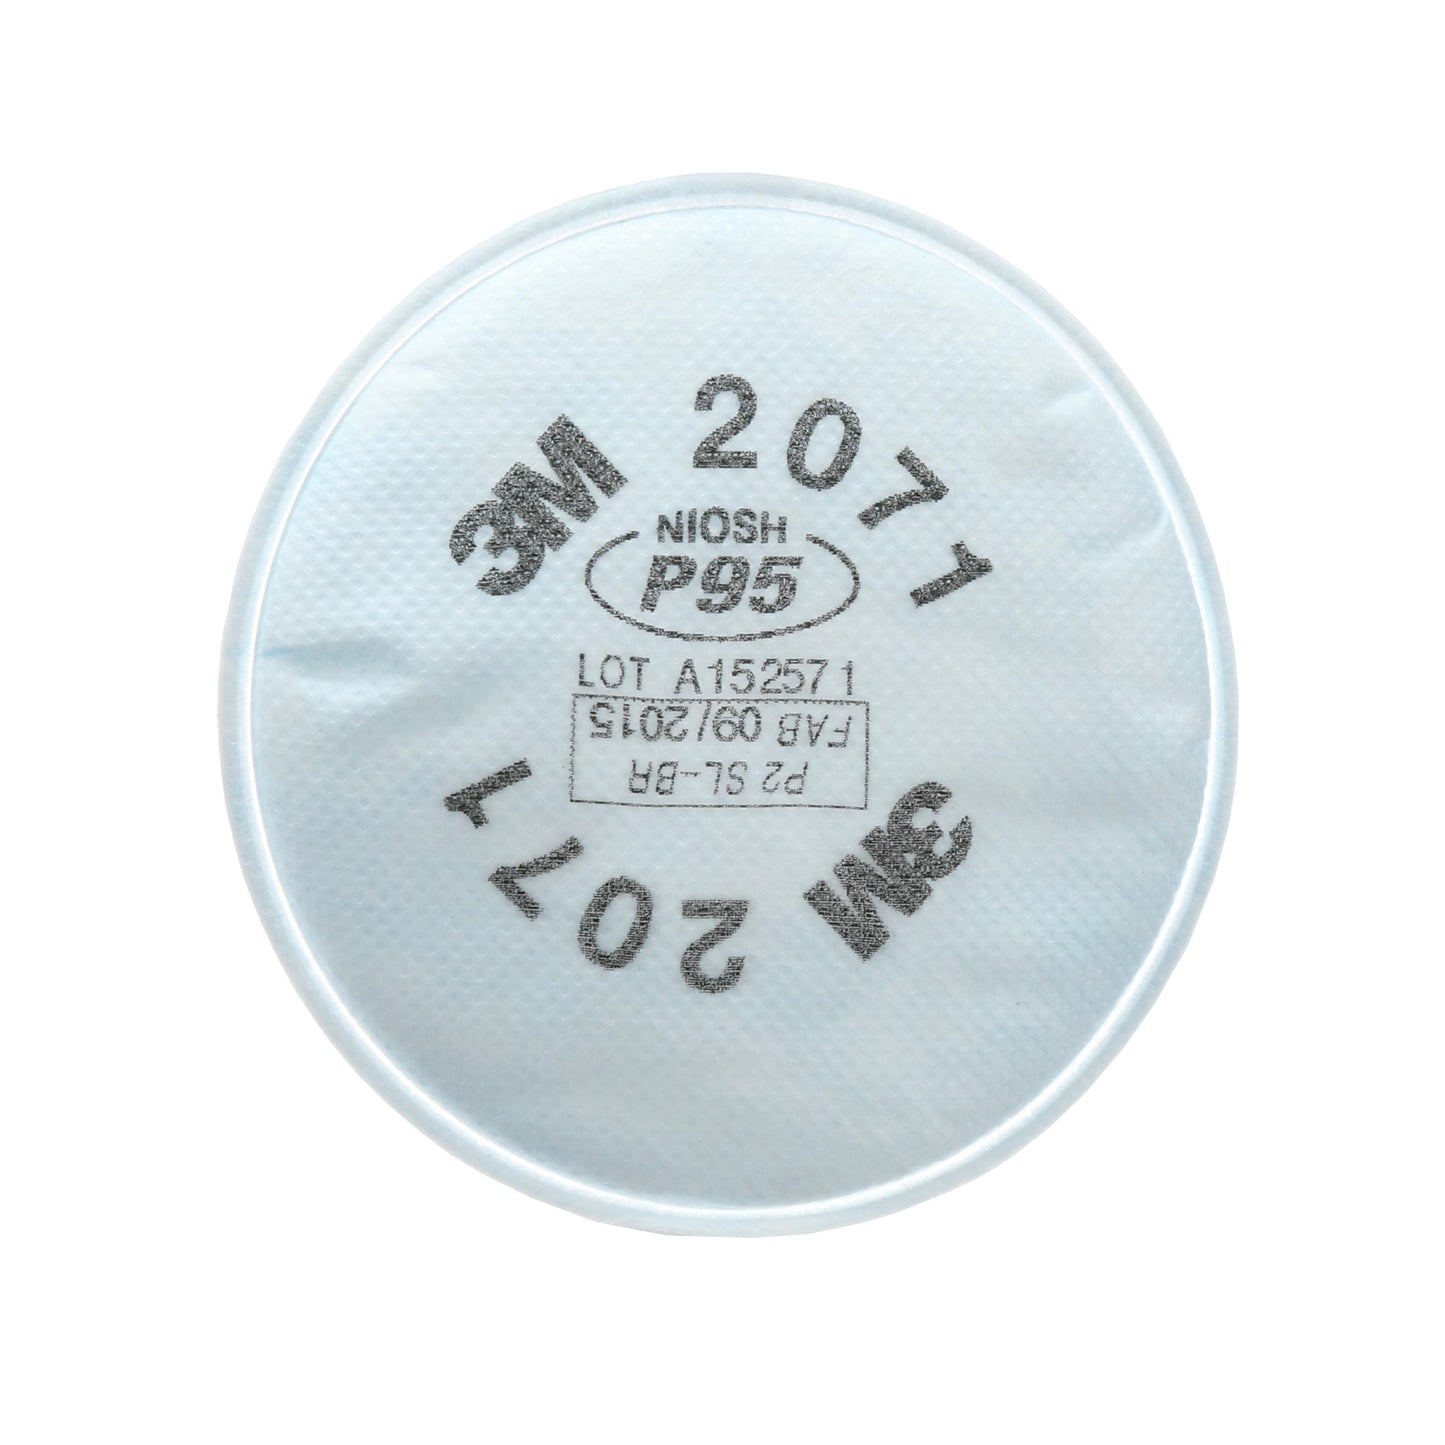 3M 2071
NIOSH
P95
LOT A152571
FAB 09/2015
P2 SL-BR
3M 2071